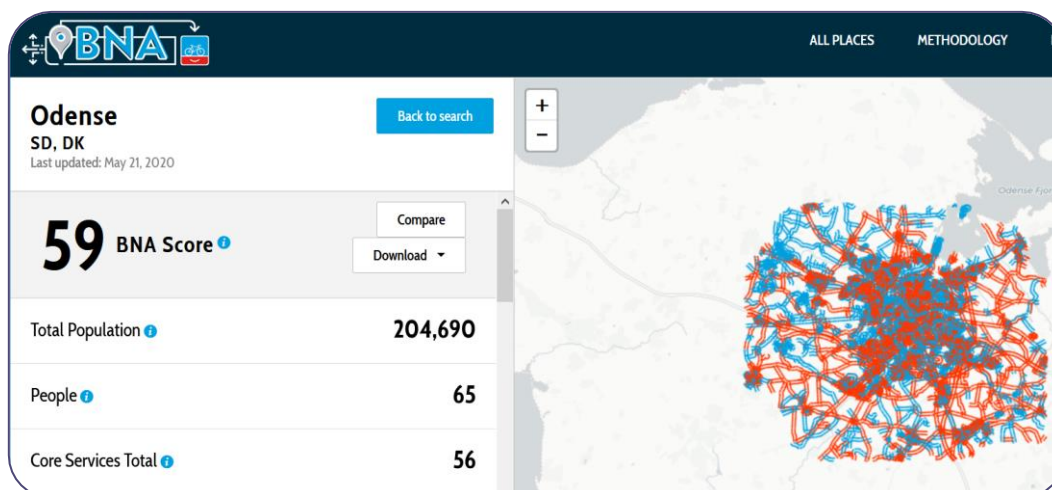 BNA
ALL PLACES
METHODOLOGY
Odense
Back to search
SD, DK
Last updated: May 21, 2020
59 BNA Score
Compare
Download
Total Population
204,690
People
65
Core Services Total
56
+
−
Odense Fjor